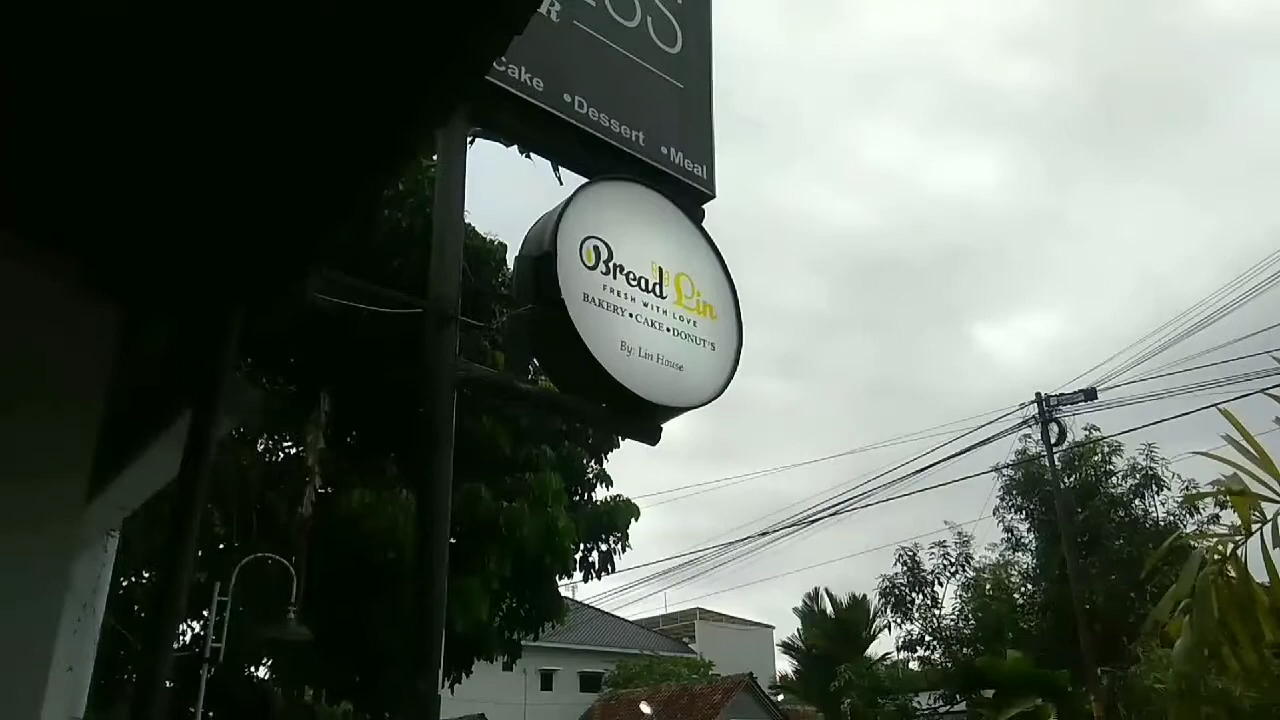 Cake •Dessert •Meal
Bread Lin
FRESH WITH LOVE
BAKERY•CAKE•DONUT'S
By: Lin House